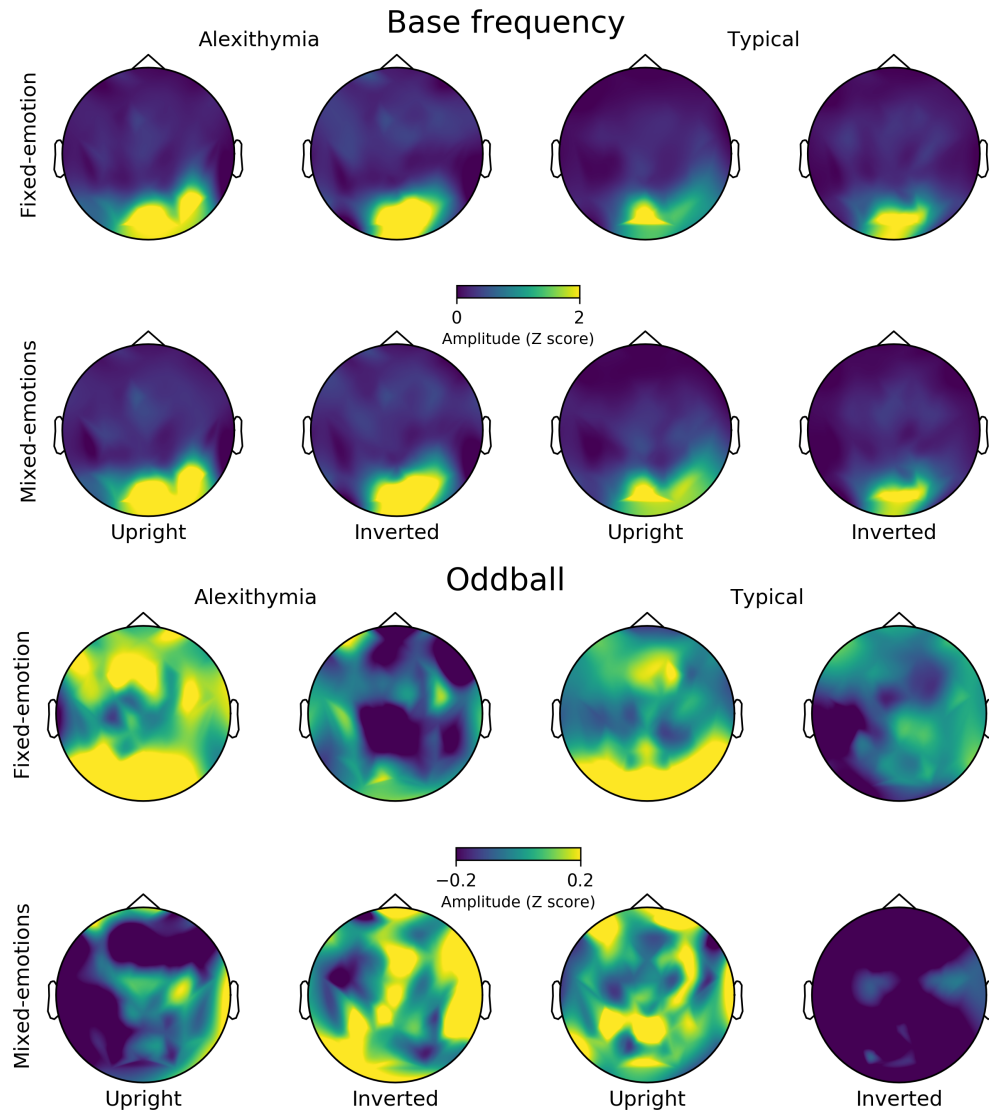 Base frequency
Alexithymia
Typical
Fixed-emotion
0
2
Amplitude (Z score)
Mixed-emotions
Upright
Inverted
Upright
Inverted
Oddball
Alexithymia
Typical
Fixed-emotion
−0.2
0.2
Amplitude (Z score)
Mixed-emotions
Upright
Inverted
Upright
Inverted